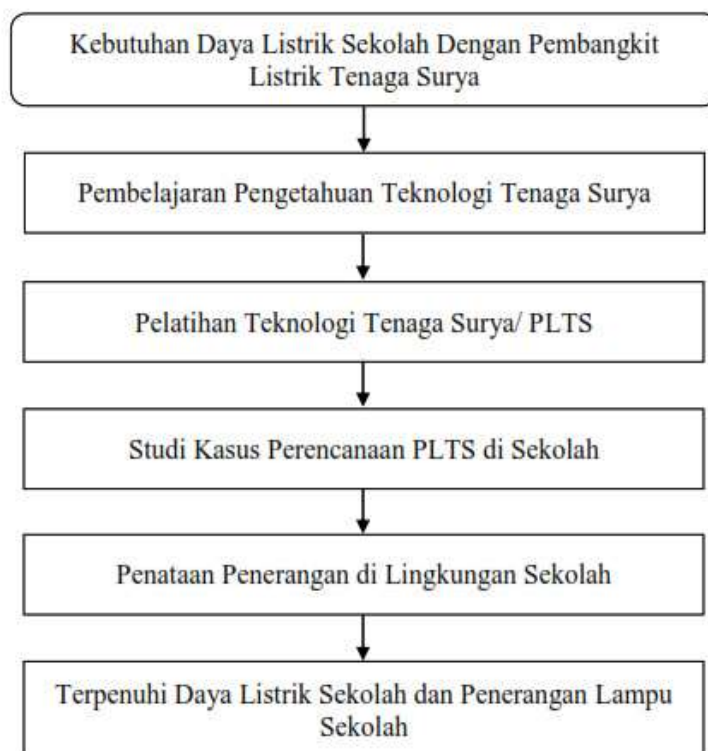 Kebutuhan Daya Listrik Sekolah Dengan Pembangkit
Listrik Tenaga Surya
Pembelajaran Pengetahuan Teknologi Tenaga Surya
Pelatihan Teknologi Tenaga Surya/ PLTS
Studi Kasus Perencanaan PLTS di Sekolah
Penataan Penerangan di Lingkungan Sekolah
Terpenuhi Daya Listrik Sekolah dan Penerangan Lampu
Sekolah